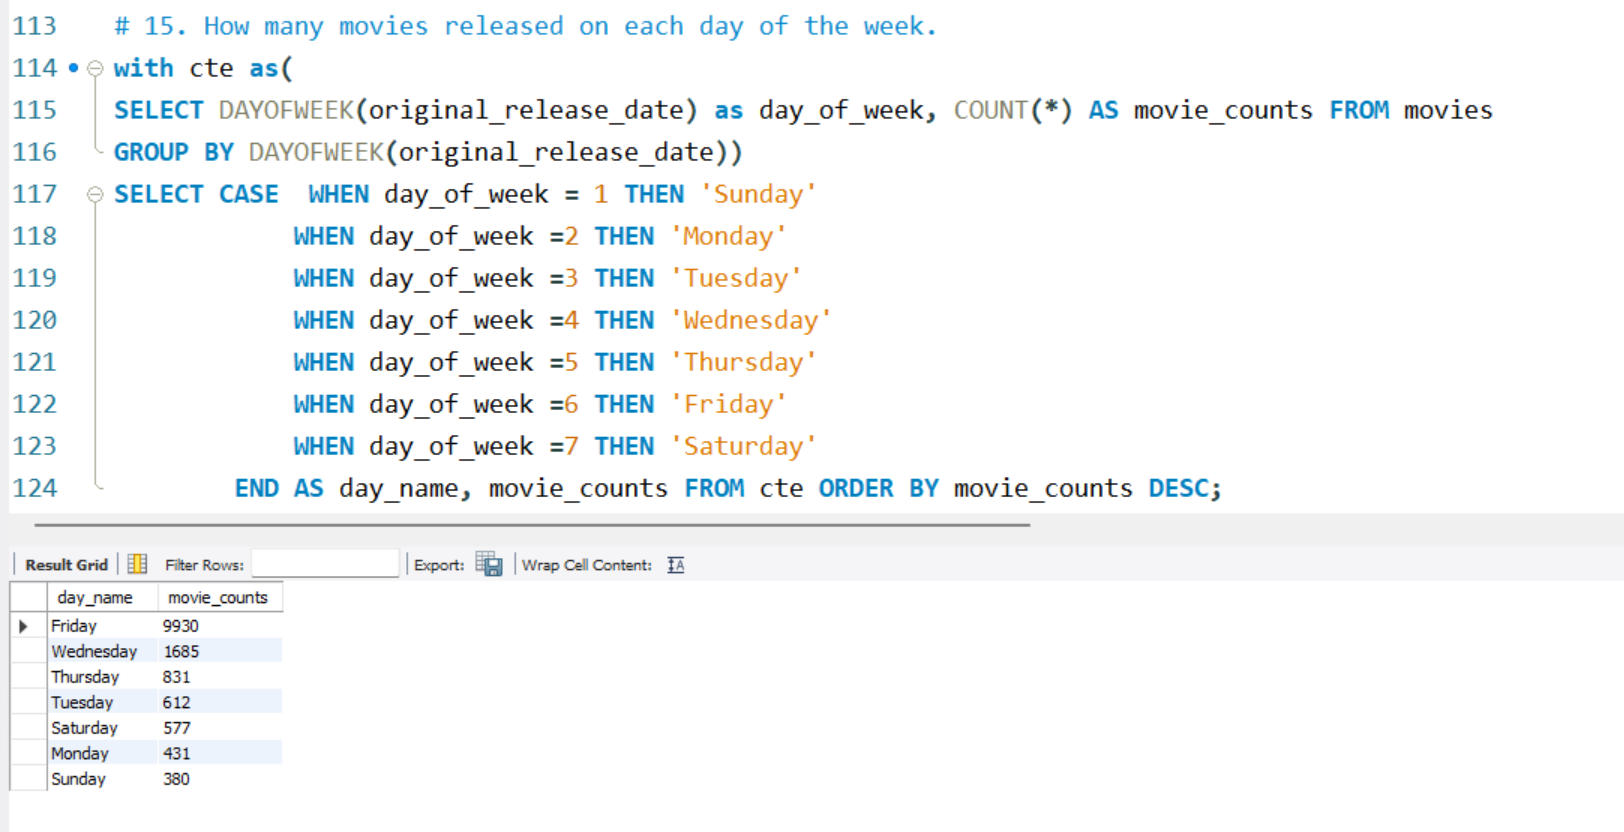 113 # 15. How many movies released on each day of the week.
114 with cte as(
115 SELECT DAYOFWEEK(original_release_date) as day_of_week, COUNT(*) AS movie_counts FROM movies
116 GROUP BY DAYOFWEEK(original_release_date))
117 SELECT CASE  WHEN day_of_week = 1 THEN 'Sunday'
118 WHEN day_of_week =2 THEN 'Monday'
119 WHEN day_of_week =3 THEN 'Tuesday'
120 WHEN day_of_week =4 THEN 'Wednesday'
121 WHEN day_of_week =5 THEN 'Thursday'
122 WHEN day_of_week =6 THEN 'Friday'
123 WHEN day_of_week =7 THEN 'Saturday'
124 END AS day_name, movie_counts FROM cte ORDER BY movie_counts DESC;
Result Grid Filter Rows: Export: Wrap Cell Content: IA
day_name movie_counts
Friday 9930
Wednesday 1685
Thursday 831
Tuesday 612
Saturday 577
Monday 431
Sunday 380